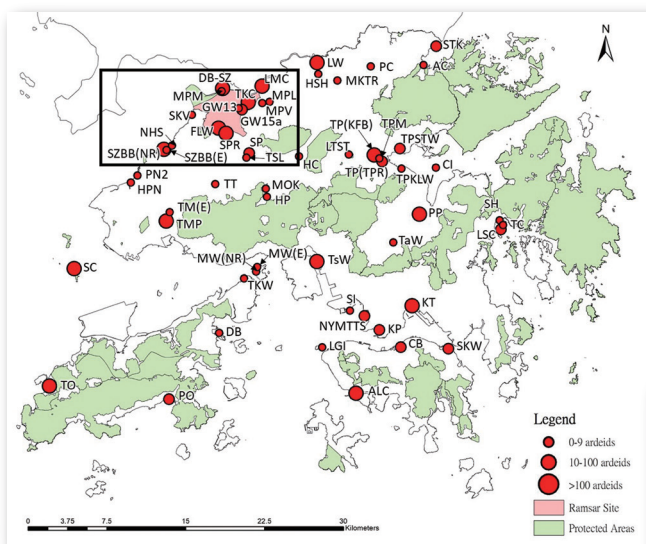 N
STK
LW
PC
AC
HSH
MKTR
DB-SZ
LMC
MPM
TKC
MPL
GW13
MPV
SKV
GW15a
FLW
NHS
SPR
SP
SZBB(NR)
SZBB(E)
TSL
HC
TPM
TP(KFB)
TPSTW
LTST
TP(TPR)
TPKLW
CI
PN2
HPN
TT
MOK
HP
TM(E)
TMP
PP
SH
TC
LSC
TaW
SC
MW(NR)
MW(E)
TsW
TKW
SI
KT
NYMTTS
KP
DB
LGI
CB
SKW
TO
PO
ALC
Legend
0-9 ardeids
10-100 ardeids
>100 ardeids
Ramsar Site
Protected Areas
0 3.75 7.5 15 22.5 30
Kilometers